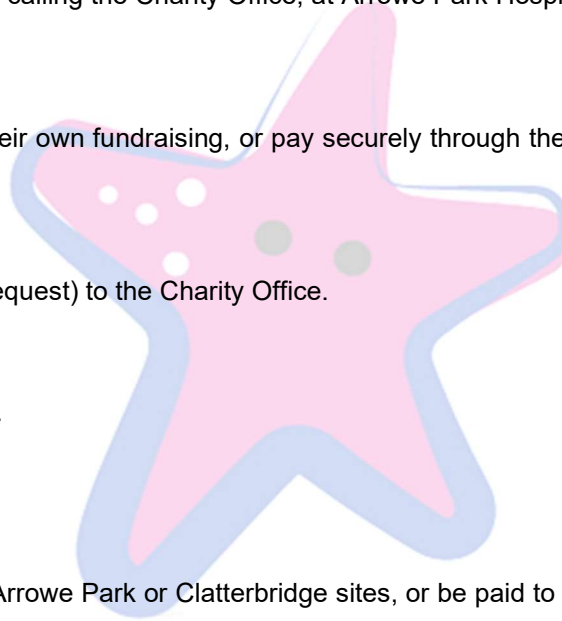 calling the Charity Office, at Arrowe Park Hospi
eir own fundraising, or pay securely through the
equest) to the Charity Office.
.
Arrowe Park or Clatterbridge sites, or be paid to